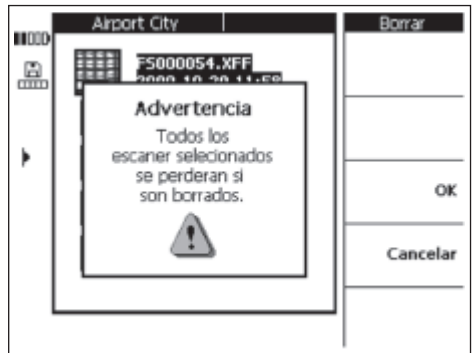 Airport City
Borrar
FS000054.XFF
Advertencia
Todos los
escaner selecionados
se perderan si
son borrados.
OK
Cancelar